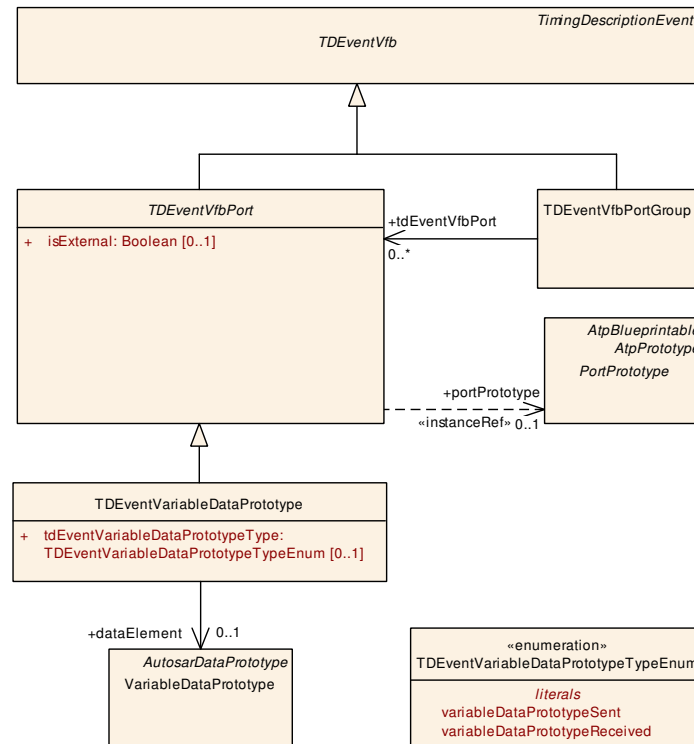 TimingDescriptionEvent
TDEventVfb
TDEventVfbPort
+ isExternal: Boolean [0..1]
+tdEventVfbPort
0..*
TDEventVfbPortGroup
AtpBlueprintable
AtpPrototype
PortPrototype
+portPrototype
«instanceRef» 0..1
TDEventVariableDataPrototype
+ tdEventVariableDataPrototypeType:
TDEventVariableDataPrototypeTypeEnum [0..1]
+dataElement 0..1
AutosarDataPrototype
VariableDataPrototype
«enumeration»
TDEventVariableDataPrototypeTypeEnum
literals
variableDataPrototypeSent
variableDataPrototypeReceived